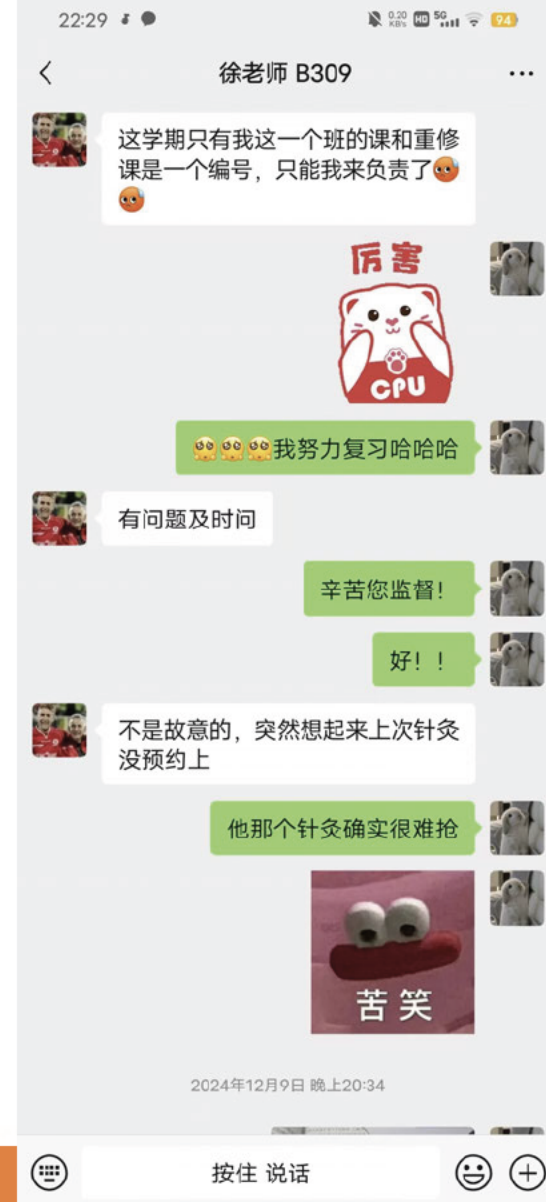 22:29
0.20 KB/s HD 5G 94
徐老师 B309
这学期只有我这一个班的课和重修
课是一个编号，只能我来负责了
厉害
CPU
我努力复习哈哈哈
有问题及时问
辛苦您监督！
好！！
不是故意的，突然想起来上次针灸
没预约上
他那个针灸确实很难抢
苦笑
2024年12月9日 晚上20:34
按住 说话